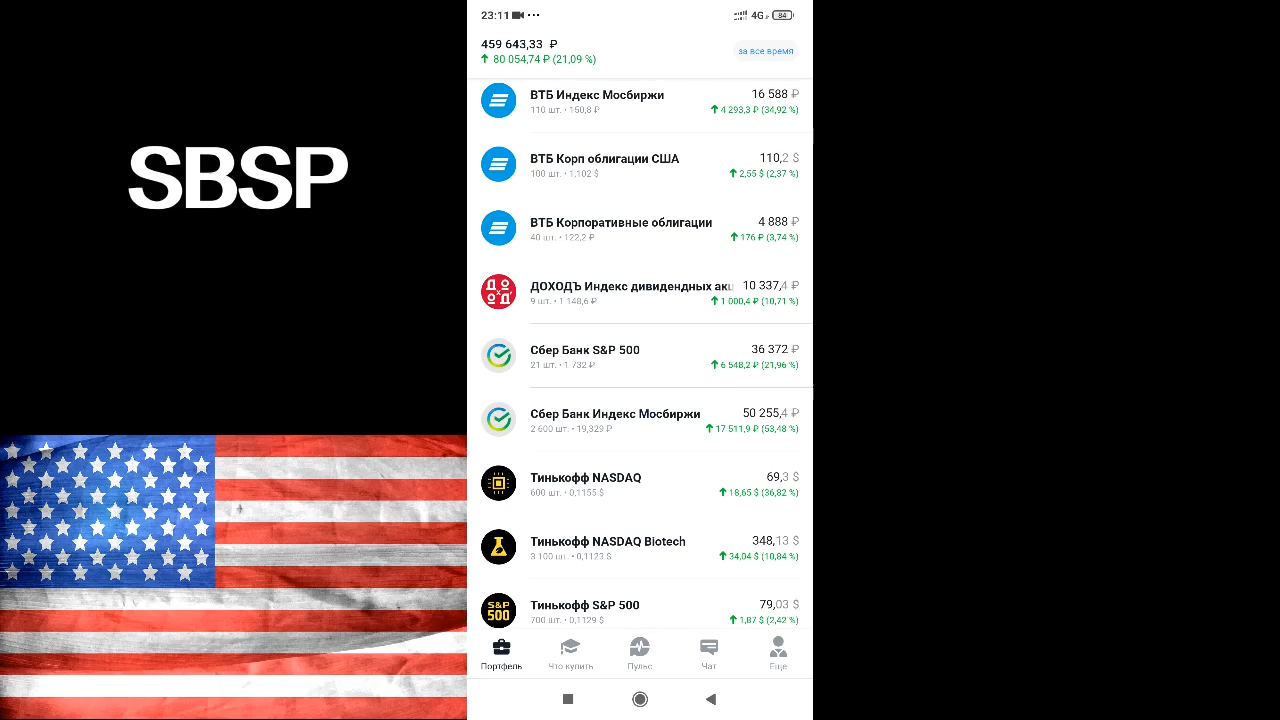 SBSP
23:11
4G
84
459 643,33 ₽
80 054,74 ₽ (21,09 %)
за все время
ВТБ Индекс Мосбиржи
16 588 ₽
110 шт. • 150,8 ₽
4 293,3 ₽ (34,92 %)
ВТБ Корп облигации США
110,2 $
100 шт. • 1,102 $
2,55 $ (2,37 %)
ВТБ Корпоративные облигации
4 888 ₽
40 шт. • 122,2 ₽
176 ₽ (3,74 %)
ДОХОДЪ Индекс дивидендных акц
10 337,4 ₽
9 шт. • 1 148,6 ₽
1 000,4 ₽ (10,71 %)
Сбер Банк S&P 500
36 372 ₽
21 шт. • 1 732 ₽
6 548,2 ₽ (21,96 %)
Сбер Банк Индекс Мосбиржи
50 255,4 ₽
2 600 шт. • 19,329 ₽
17 511,9 ₽ (53,48 %)
Тинькофф NASDAQ
69,3 $
600 шт. • 0,1155 $
18,65 $ (36,82 %)
Тинькофф NASDAQ Biotech
348,13 $
3 100 шт. • 0,1123 $
34,04 $ (10,84 %)
S&P
500
Тинькофф S&P 500
79,03 $
700 шт. • 0,1129 $
1,87 $ (2,42 %)
Портфель
Что купить
Пульс
Чат
Еще